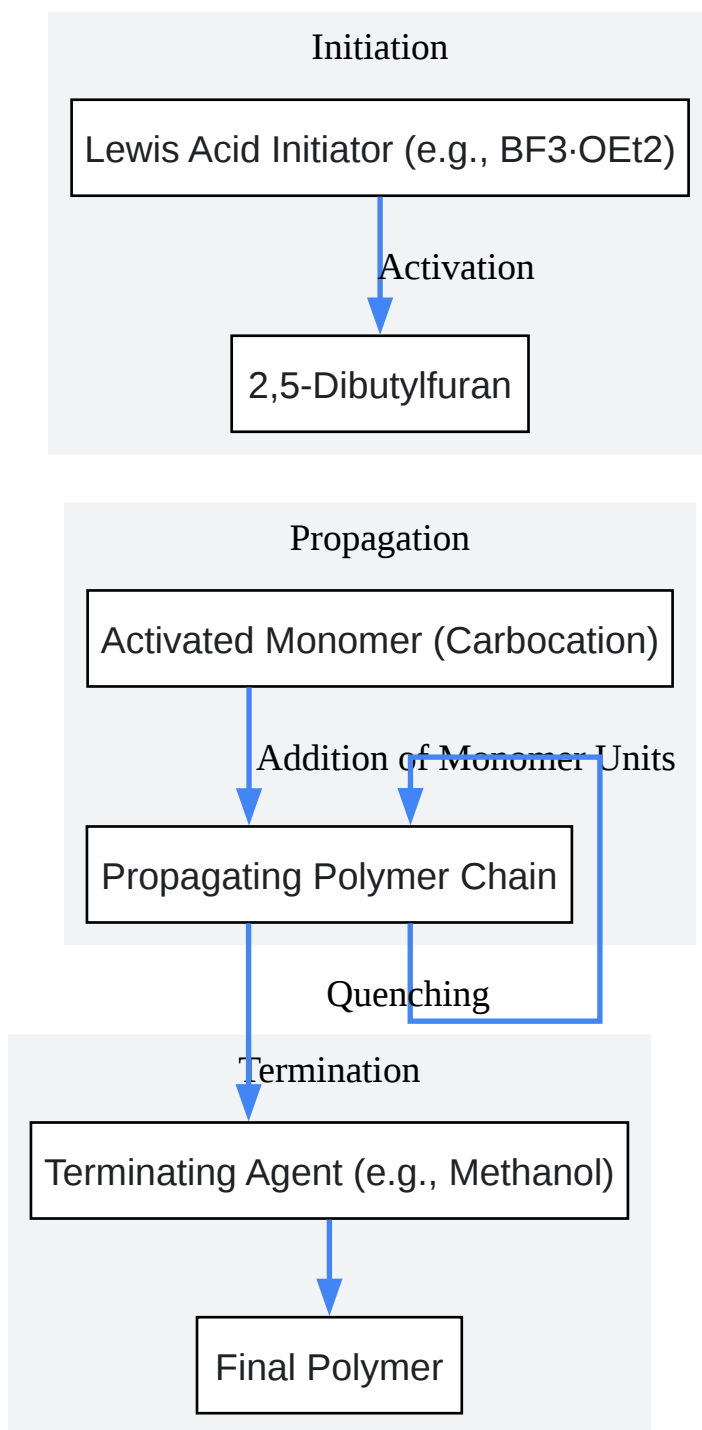 Initiation
Lewis Acid Initiator (e.g., BF3·OEt2)
Activation
2,5-Dibutylfuran
Propagation
Activated Monomer (Carbocation)
Addition of Monomer Units
Propagating Polymer Chain
Quenching
Termination
Terminating Agent (e.g., Methanol)
Final Polymer